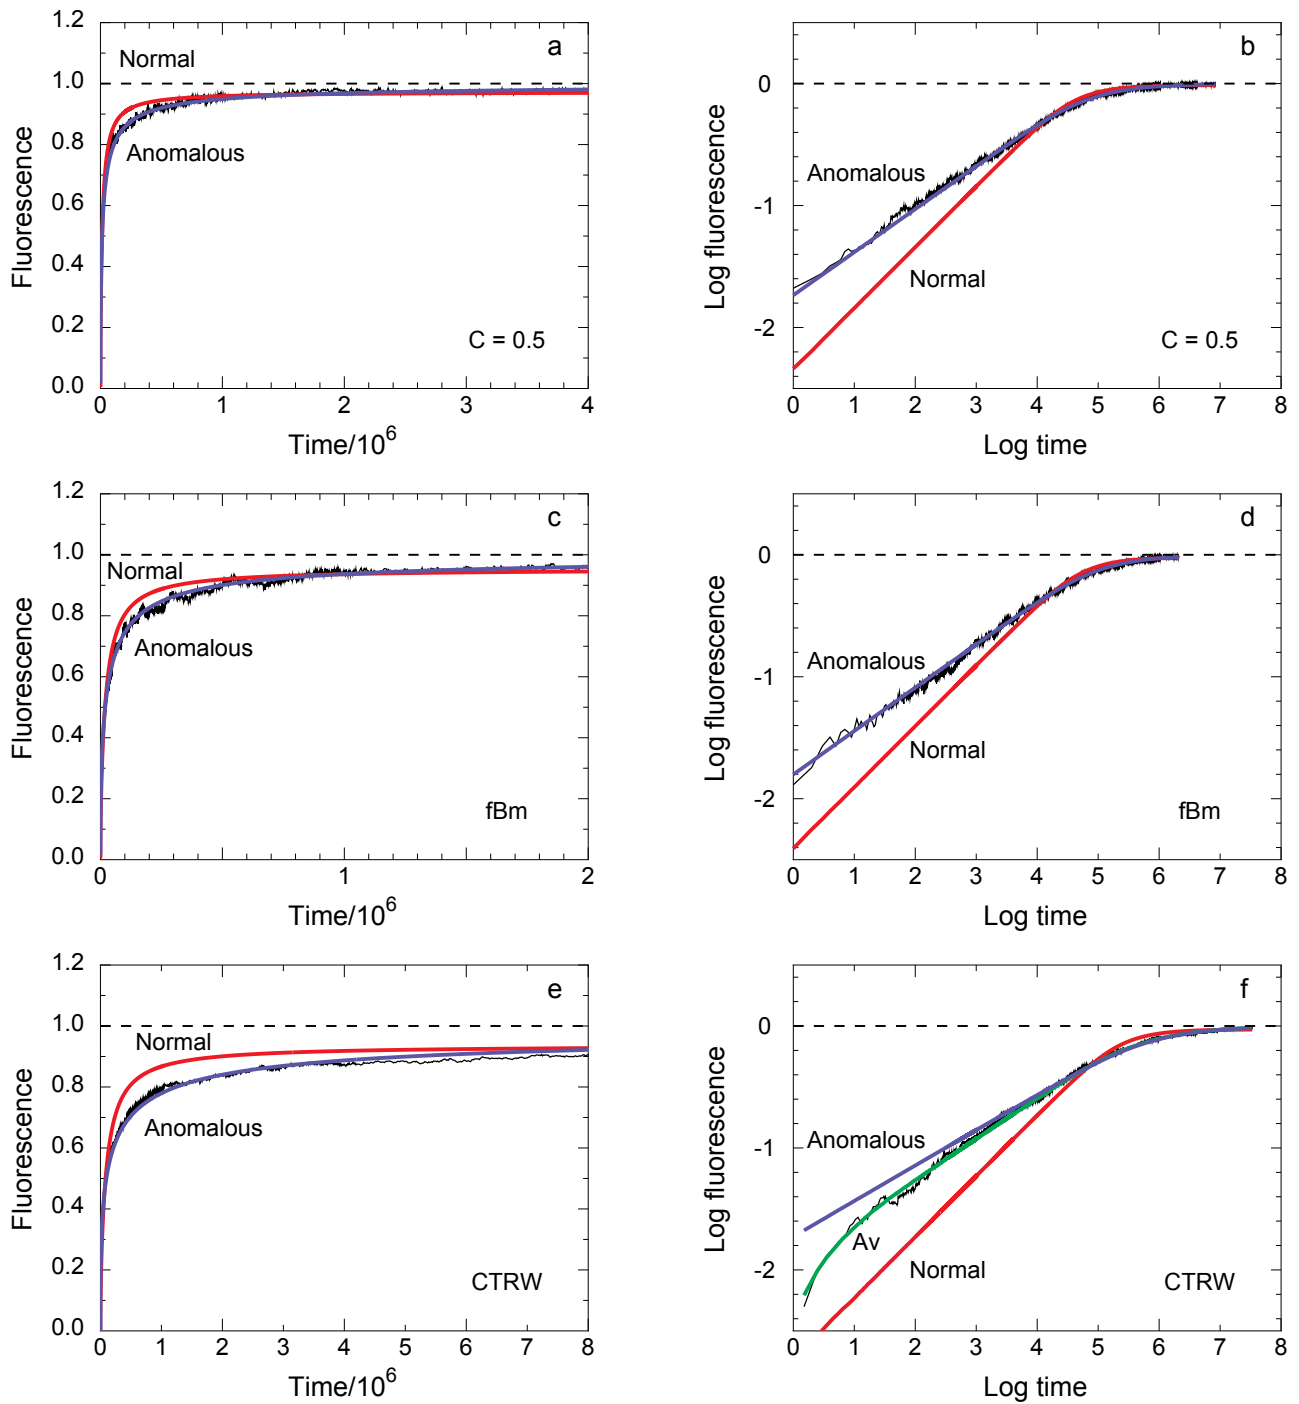 a
Fluorescence
1.2
1.0
0.8
0.6
0.4
0.2
0.0
Normal
Anomalous
C = 0.5
0 1 2 3 4
Time/10⁶
b
Log fluorescence
0
-1
-2
Anomalous
Normal
C = 0.5
0 1 2 3 4 5 6 7 8
Log time
c
Fluorescence
1.2
1.0
0.8
0.6
0.4
0.2
0.0
Normal
Anomalous
fBm
0 1 2
Time/10⁶
d
Log fluorescence
0
-1
-2
Anomalous
Normal
fBm
0 1 2 3 4 5 6 7 8
Log time
e
Fluorescence
1.2
1.0
0.8
0.6
0.4
0.2
0.0
Normal
Anomalous
CTRW
0 1 2 3 4 5 6 7 8
Time/10⁶
f
Log fluorescence
0
-1
-2
Anomalous
Av
Normal
CTRW
0 1 2 3 4 5 6 7 8
Log time